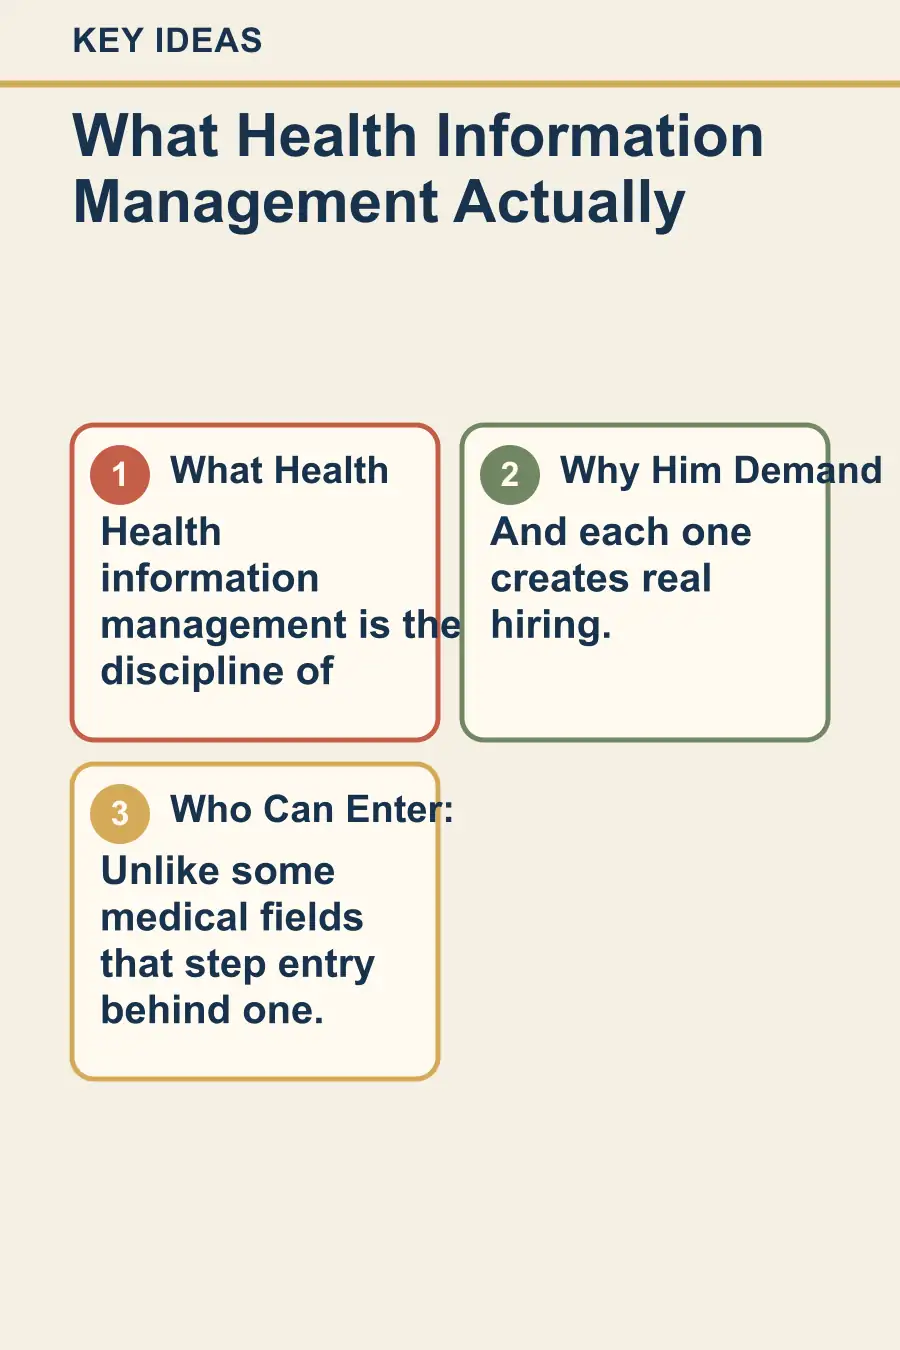 KEY IDEAS
What Health Information
Management Actually
1 What Health
Health
information
management is the
discipline of
2 Why Him Demand
And each one
creates real
hiring.
3 Who Can Enter:
Unlike some
medical fields
that step entry
behind one.